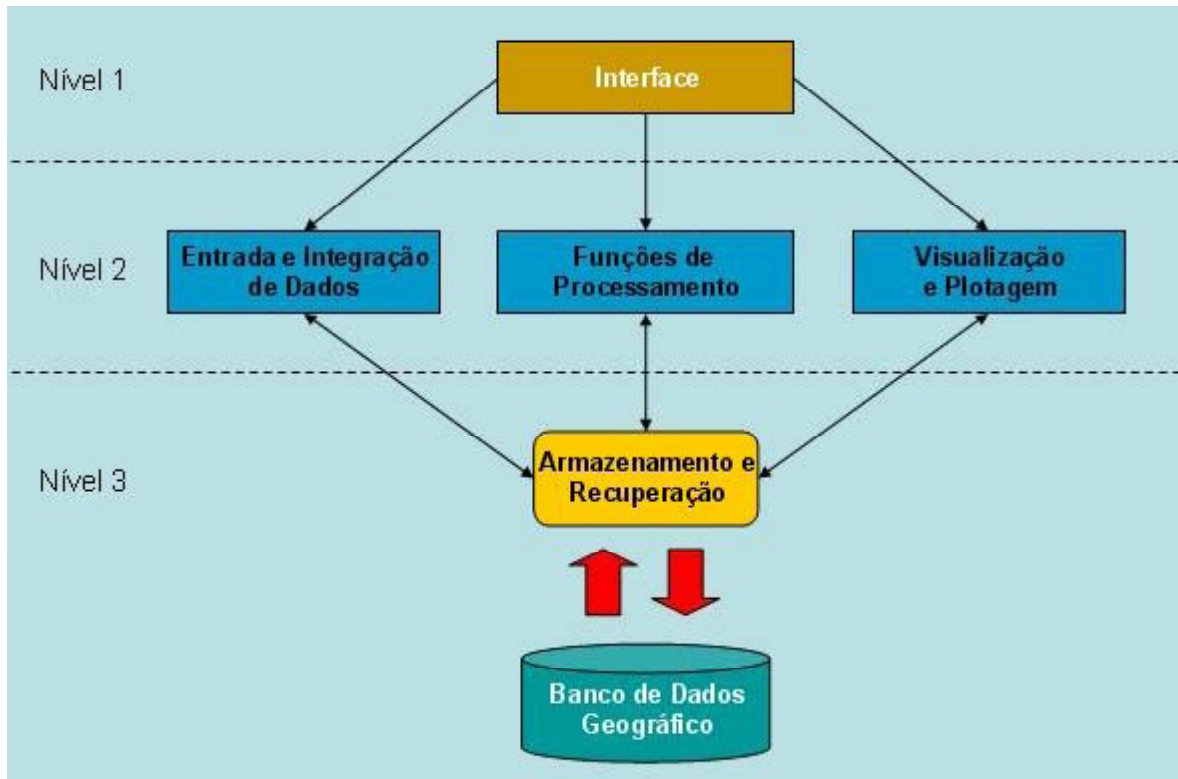 Nível 1
Interface
Nível 2
Entrada e Integração
de Dados
Funções de
Processamento
Visualização
e Plotagem
Nível 3
Armazenamento e
Recuperação
Banco de Dados
Geográfico